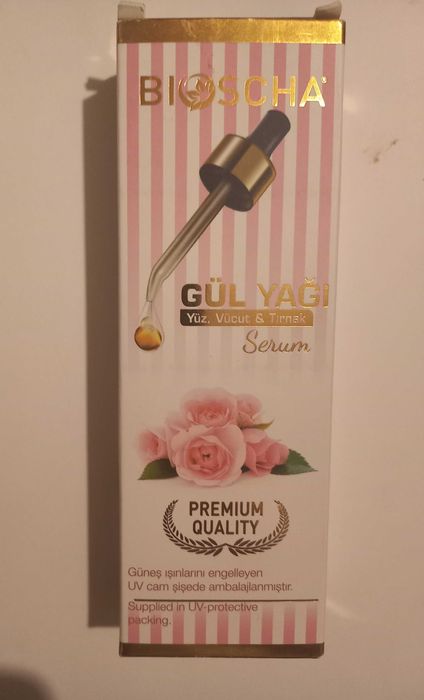 BIOSCHA®
GÜL YAĞI
Yüz, Vücut & Tırnak
Serum
PREMIUM
QUALITY
Güneş ışınlarını engelleyen
UV cam şişede ambalajlanmıştır.
Supplied in UV-protective
packing.